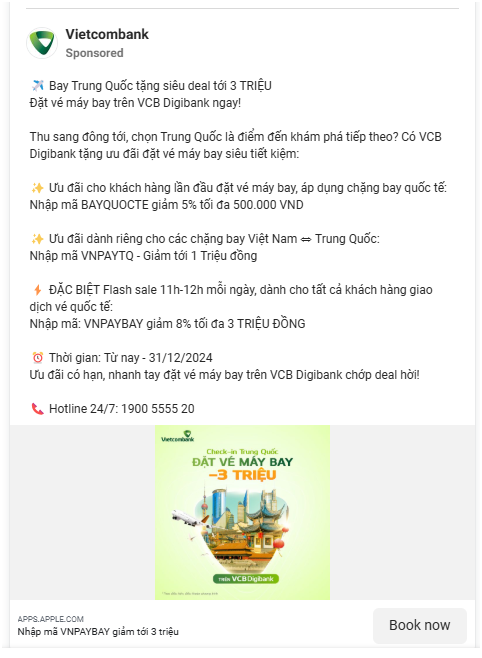 Vietcombank
Sponsored
✈️ Bay Trung Quốc tặng siêu deal tới 3 TRIỆU
Đặt vé máy bay trên VCB Digibank ngay!
Thu sang đông tới, chọn Trung Quốc là điểm đến khám phá tiếp theo? Có VCB
Digibank tặng ưu đãi đặt vé máy bay siêu tiết kiệm:
✨ Ưu đãi cho khách hàng lần đầu đặt vé máy bay, áp dụng chặng bay quốc tế:
Nhập mã BAYQUOCTE giảm 5% tối đa 500.000 VND
✨ Ưu đãi dành riêng cho các chặng bay Việt Nam ⇔ Trung Quốc:
Nhập mã VNPAYTQ - Giảm tới 1 Triệu đồng
⚡ ĐẶC BIỆT Flash sale 11h-12h mỗi ngày, dành cho tất cả khách hàng giao
dịch vé quốc tế:
Nhập mã: VNPAYBAY giảm 8% tối đa 3 TRIỆU ĐỒNG
⏰ Thời gian: Từ nay - 31/12/2024
Ưu đãi có hạn, nhanh tay đặt vé máy bay trên VCB Digibank chớp deal hời!
📞 Hotline 24/7: 1900 5555 20
Vietcombank
Check-in Trung Quốc
ĐẶT VÉ MÁY BAY
-3 TRIỆU
TRÊN VCB Digibank
APPS.APPLE.COM
Nhập mã VNPAYBAY giảm tới 3 triệu
Book now